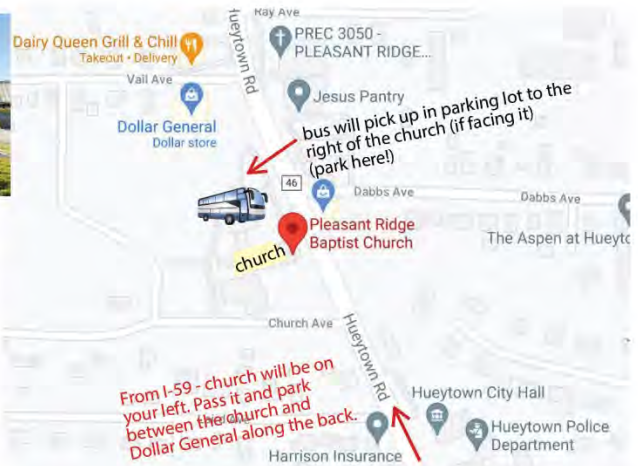 Ray Ave
Hueytown Rd
Dairy Queen Grill & Chill
Takeout • Delivery
PREC 3050 -
PLEASANT RIDGE...
Vail Ave
Jesus Pantry
Dollar General
Dollar store
bus will pick up in parking lot to the
right of the church (if facing it)
(park here!)
46
Dabbs Ave
Dabbs Ave
Pleasant Ridge
Baptist Church
church
The Aspen at Hueyto
Church Ave
Hueytown Rd
From I-59 - church will be on
your left. Pass it and park
between the church and
Dollar General along the back.
Hueytown City Hall
Hueytown Police
Department
Harrison Insurance